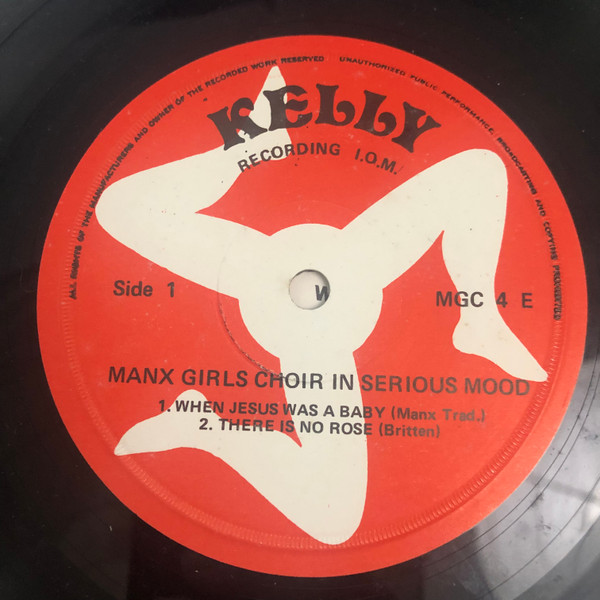 ALL RIGHTS OF THE MANUFACTURERS AND OWNER OF THE RECORDED WORK RESERVED UNAUTHORIZED PUBLIC PERFORMANCE, BROADCASTING AND COPYING PROHIBITED
KELLY
RECORDING I.O.M.
Side 1
W
MGC 4 E
MANX GIRLS CHOIR IN SERIOUS MOOD
1. WHEN JESUS WAS A BABY (Manx Trad.)
2. THERE IS NO ROSE (Britten)